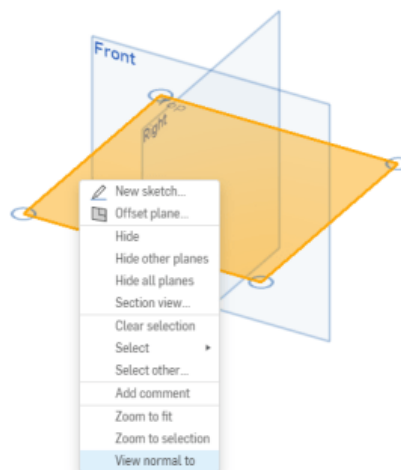 Front
Top
Right
New sketch...
Offset plane...
Hide
Hide other planes
Hide all planes
Section view...
Clear selection
Select
Select other...
Add comment
Zoom to fit
Zoom to selection
View normal to